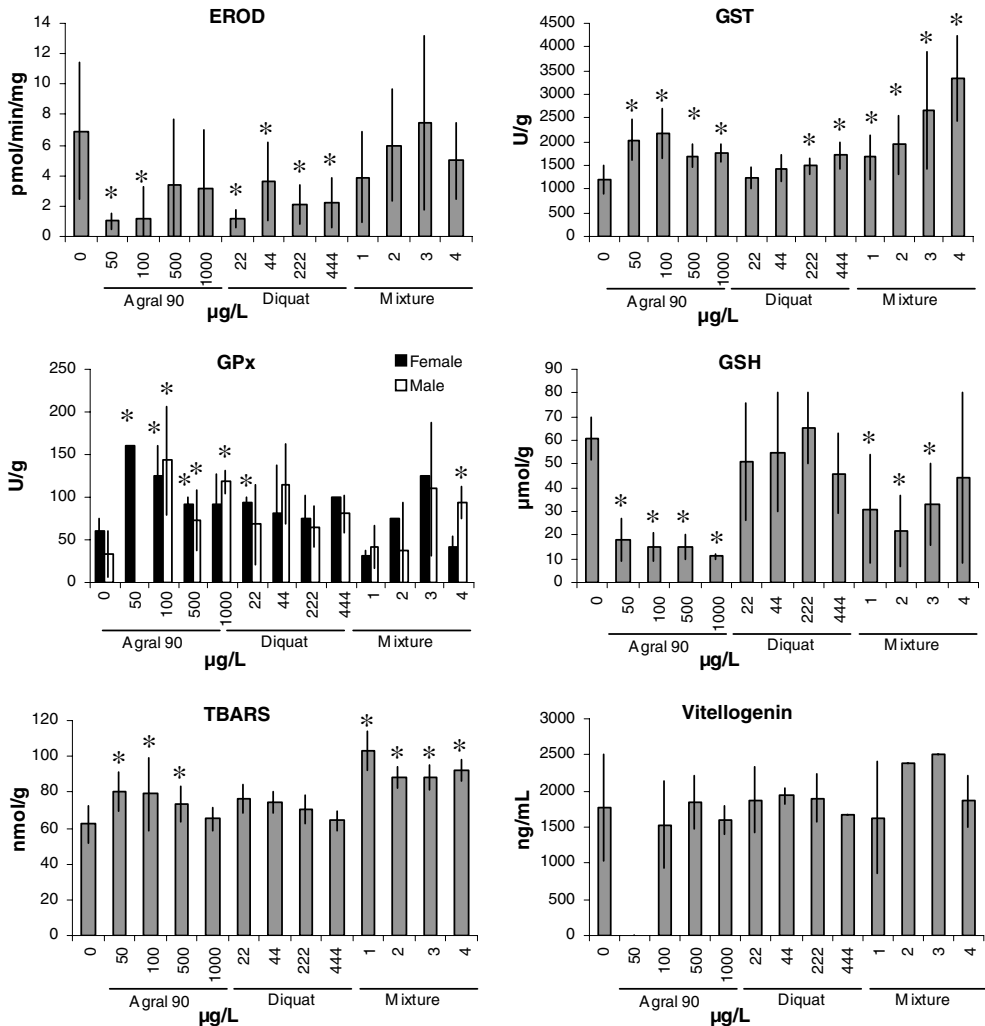 EROD
pmol/min/mg
14
12
10
8
6
4
2
0
* * * * * *
0 50 100 500 1000 22 44 222 444 1 2 3 4
Agral 90 Diquat Mixture
µg/L
GST
U/g
4500
4000
3500
3000
2500
2000
1500
1000
500
0
* * * * * * * * * *
0 50 100 500 1000 22 44 222 444 1 2 3 4
Agral 90 Diquat Mixture
µg/L
GPx
Female
Male
U/g
250
200
150
100
50
0
* * * * * * * *
0 50 100 500 1000 22 44 222 444 1 2 3 4
Agral 90 Diquat Mixture
µg/L
GSH
µmol/g
90
80
70
60
50
40
30
20
10
0
* * * * * * *
0 50 100 500 1000 22 44 222 444 1 2 3 4
Agral 90 Diquat Mixture
µg/L
TBARS
nmol/g
120
100
80
60
40
20
0
* * * * * * *
0 50 100 500 1000 22 44 222 444 1 2 3 4
Agral 90 Diquat Mixture
µg/L
Vitellogenin
ng/mL
3000
2500
2000
1500
1000
500
0
0 50 100 500 1000 22 44 222 444 1 2 3 4
Agral 90 Diquat Mixture
µg/L